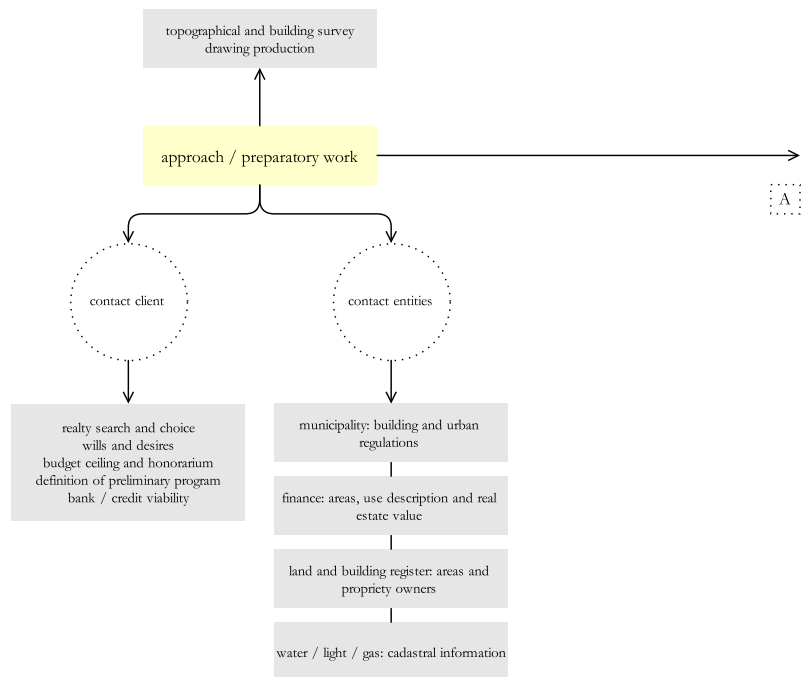 topographical and building survey
drawing production
approach / preparatory work
A
contact client
contact entities
realty search and choice
wills and desires
budget ceiling and honorarium
definition of preliminary program
bank / credit viability
municipality: building and urban
regulations
finance: areas, use description and real
estate value
land and building register: areas and
propriety owners
water / light / gas: cadastral information